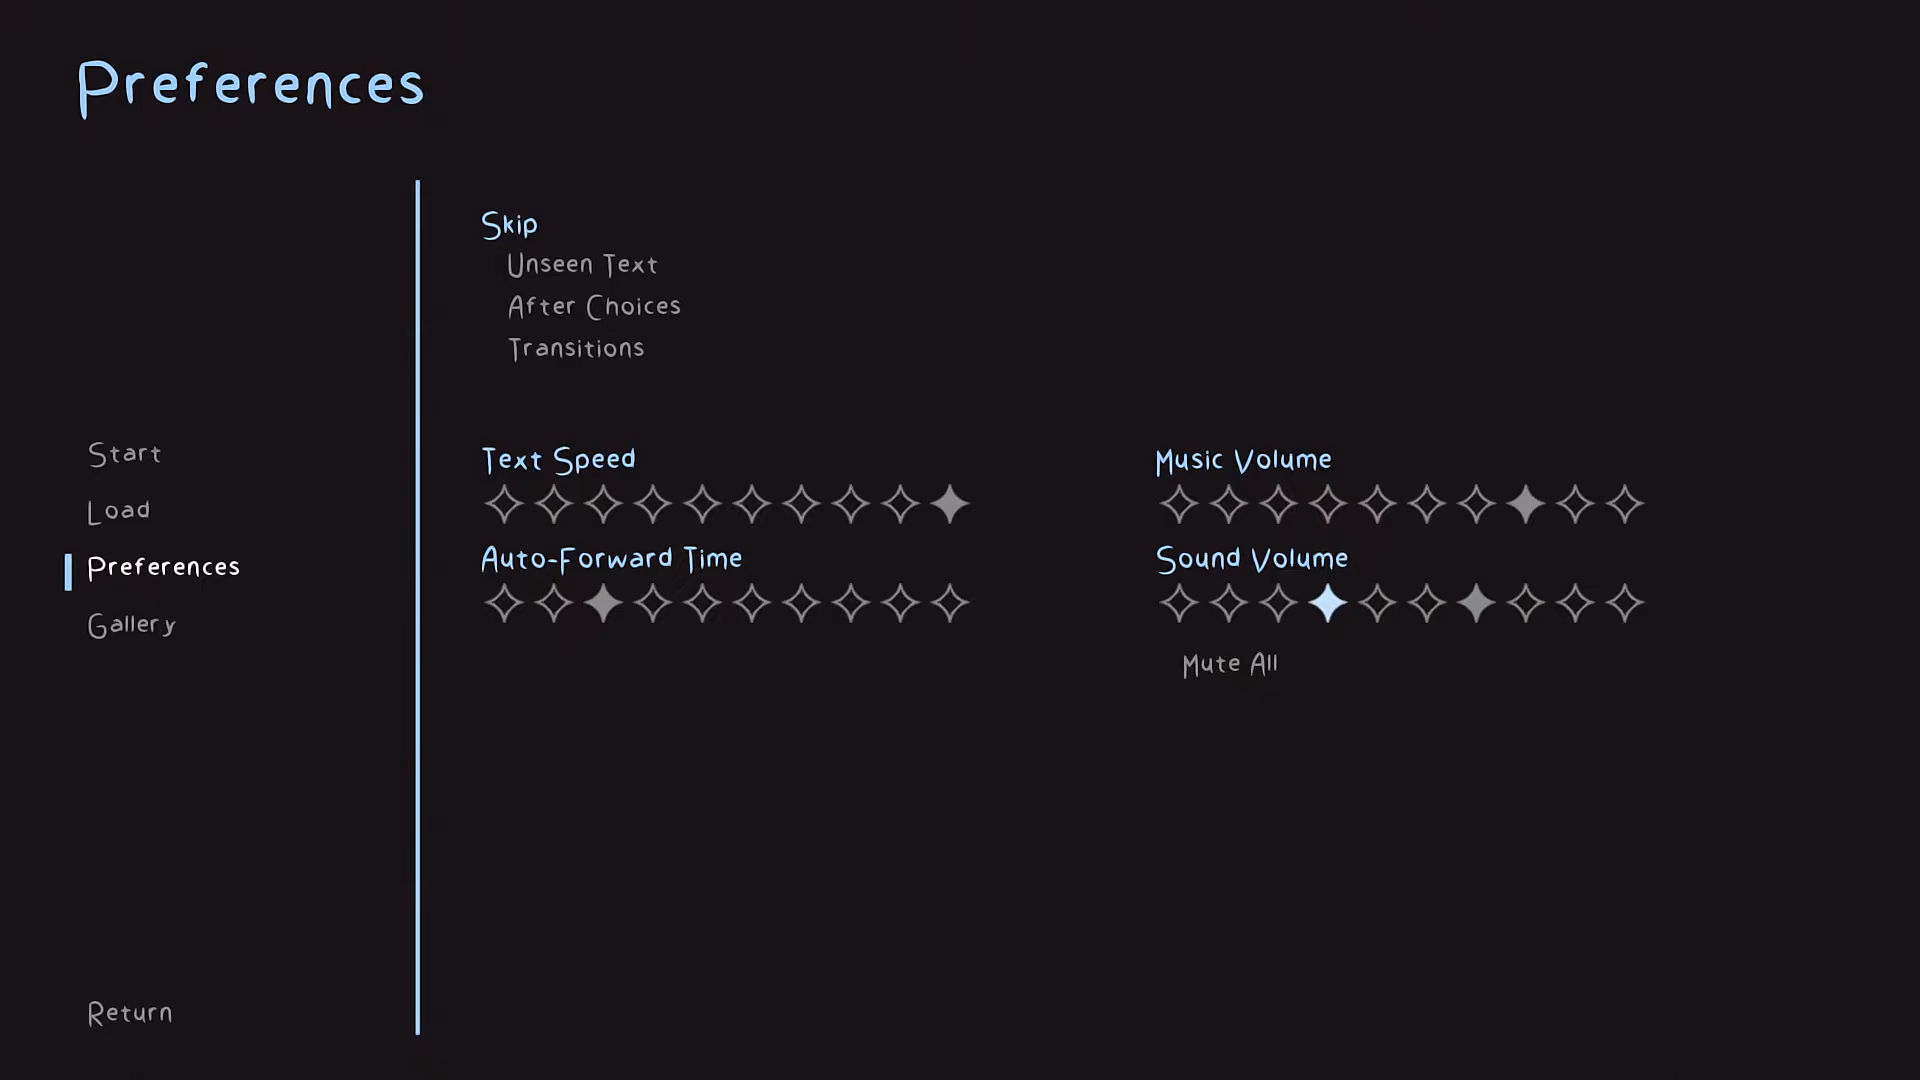 Preferences
Start
Load
Preferences
Gallery
Return
Skip
Unseen Text
After Choices
Transitions
Text Speed
Auto-Forward Time
Music Volume
Sound Volume
Mute All